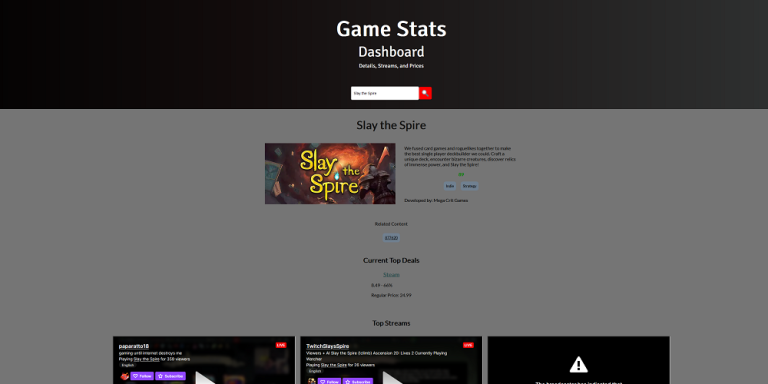 Game Stats
Dashboard
Details, Streams, and Prices
Slay the Spire
Slay the Spire
Slay
the
Spire
We fused card games and roguelikes together to make
the best single player deckbuilder we could. Craft a
unique deck, encounter bizarre creatures, discover relics
of immense power, and Slay the Spire!
Info
Developed by: Mega Crit Games
Related Content:
Current Top Deals
Steam
8.49 - 66%
Regular Price: 24.99
Top Streams
paparatto18
LIVE
gaming until internet destroys me
Playing Slay the Spire for 330 viewers
English
Follow
Subscribe
TwitchSlaysSpire
LIVE
Viewers + AI Slay the Spire (attn) Ascension 20: Lives 2 Currently Playing
Watcher
Playing Slay the Spire for 20 viewers
English
Follow
Subscribe
The broadcaster has indicated that